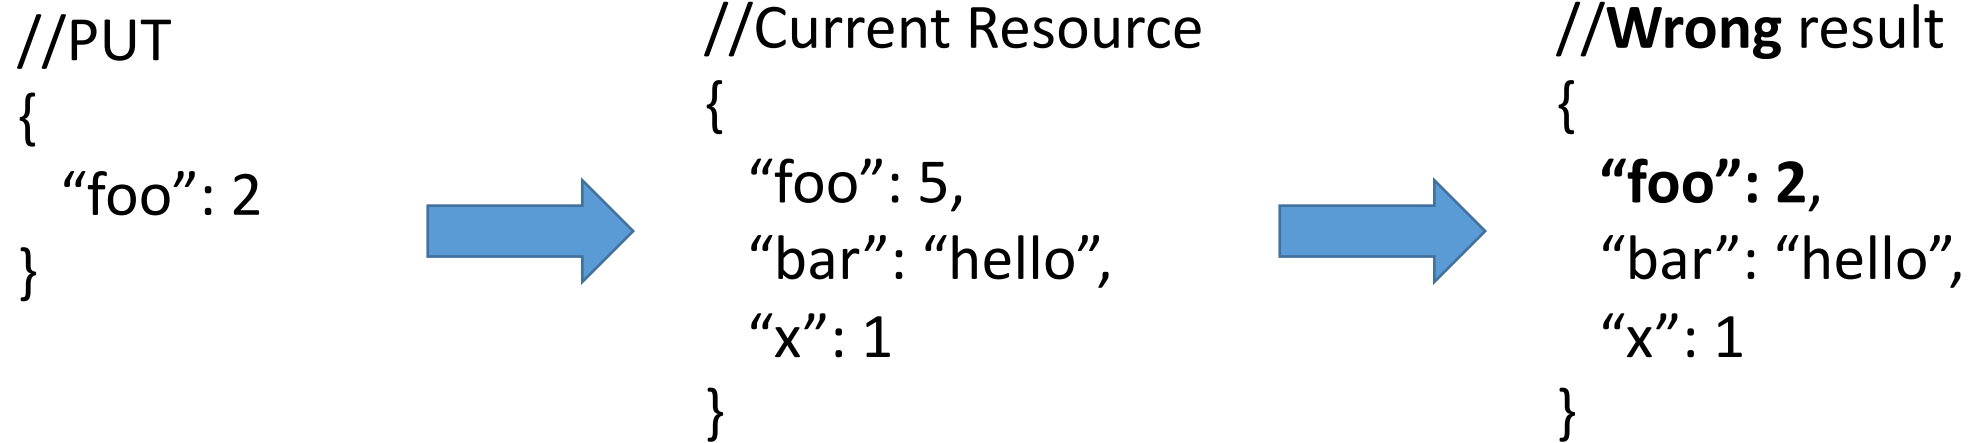 //PUT
{
“foo”: 2
}
//Current Resource
{
“foo”: 5,
“bar”: “hello”,
“x”: 1
}
//Wrong result
{
“foo”: 2,
“bar”: “hello”,
“x”: 1
}